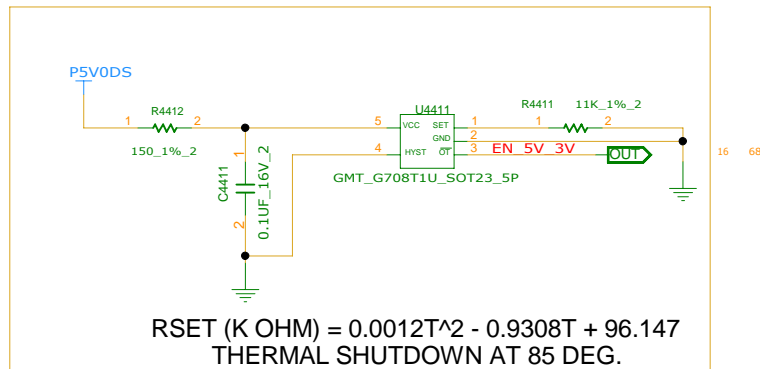 P5V0DS
R4412
1 2
150_1%_2
C4411
1
2
0.1UF_16V_2
U4411
5 VCC SET 1
GND 2
4 HYST OT 3
GMT_G708T1U_SOT23_5P
R4411 11K_1%_2
1 2
EN_5V_3V
OUT
16 68
RSET (K OHM) = 0.0012T^2 - 0.9308T + 96.147
THERMAL SHUTDOWN AT 85 DEG.